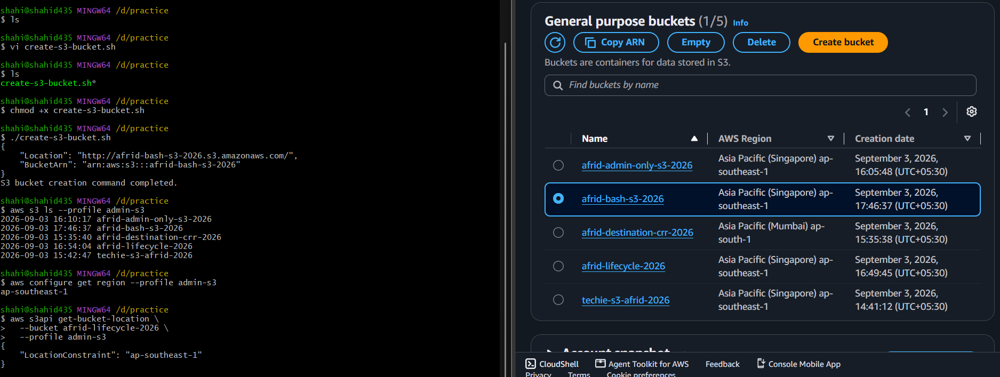 shahi@shahid435 MINGW64 /d/practice
$ ls
shahi@shahid435 MINGW64 /d/practice
$ vi create-s3-bucket.sh
shahi@shahid435 MINGW64 /d/practice
$ ls
create-s3-bucket.sh*
shahi@shahid435 MINGW64 /d/practice
$ chmod +x create-s3-bucket.sh
shahi@shahid435 MINGW64 /d/practice
$ ./create-s3-bucket.sh
{
    "Location": "http://afrid-bash-s3-2026.s3.amazonaws.com/",
    "BucketArn": "arn:aws:s3:::afrid-bash-s3-2026"
}
S3 bucket creation command completed.
shahi@shahid435 MINGW64 /d/practice
$ aws s3 ls --profile admin-s3
2026-09-03 16:10:17 afrid-admin-only-s3-2026
2026-09-03 17:46:37 afrid-bash-s3-2026
2026-09-03 15:35:40 afrid-destination-crr-2026
2026-09-03 16:54:04 afrid-lifecycle-2026
2026-09-03 15:42:47 techie-s3-afrid-2026
shahi@shahid435 MINGW64 /d/practice
$ aws configure get region --profile admin-s3
ap-southeast-1
shahi@shahid435 MINGW64 /d/practice
$ aws s3api get-bucket-location \
>   --bucket afrid-lifecycle-2026 \
>   --profile admin-s3
{
    "LocationConstraint": "ap-southeast-1"
}
General purpose buckets (1/5) Info
Copy ARN Empty Delete Create bucket
Buckets are containers for data stored in S3.
Find buckets by name
1
Name AWS Region Creation date
afrid-admin-only-s3-2026 Asia Pacific (Singapore) ap-southeast-1 September 3, 2026, 16:05:48 (UTC+05:30)
afrid-bash-s3-2026 Asia Pacific (Singapore) ap-southeast-1 September 3, 2026, 17:46:37 (UTC+05:30)
afrid-destination-crr-2026 Asia Pacific (Mumbai) ap-south-1 September 3, 2026, 15:35:38 (UTC+05:30)
afrid-lifecycle-2026 Asia Pacific (Singapore) ap-southeast-1 September 3, 2026, 16:49:45 (UTC+05:30)
techie-s3-afrid-2026 Asia Pacific (Singapore) ap-southeast-1 September 3, 2026, 14:41:12 (UTC+05:30)
Account snapshot
CloudShell Agent Toolkit for AWS Feedback Console Mobile App
Privacy Terms Cookie preferences